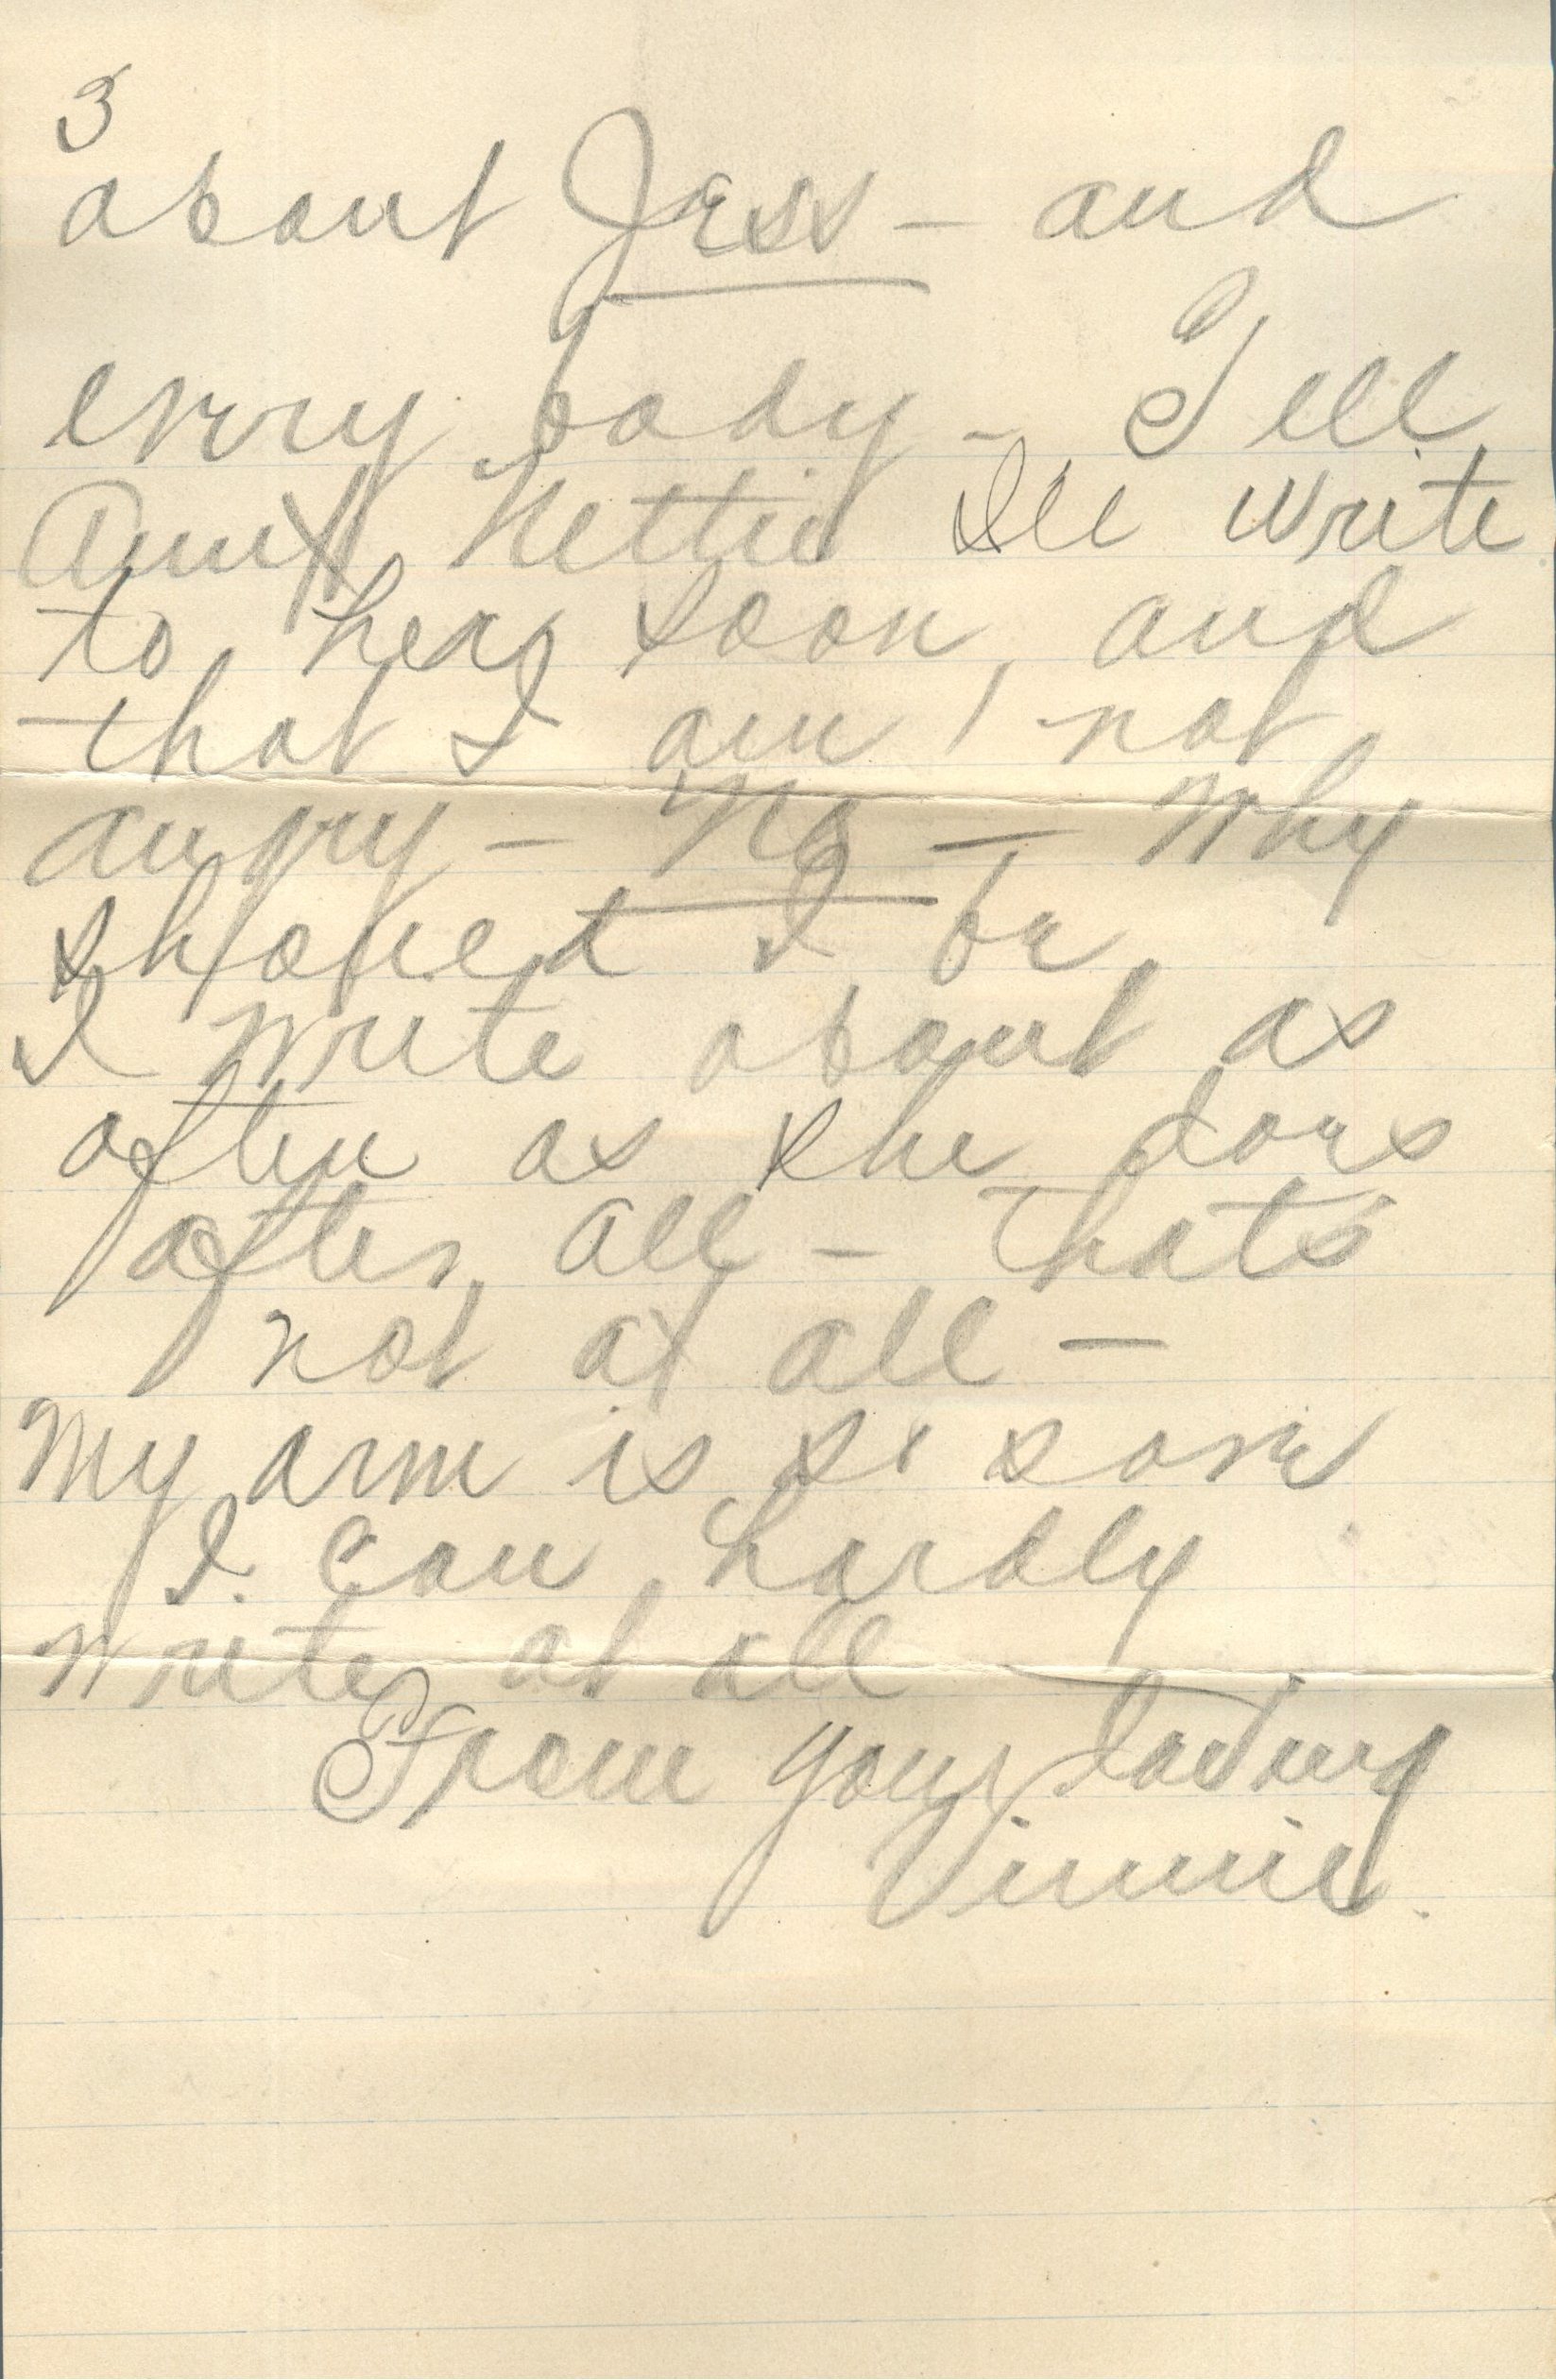 3
about Jess - and
every body - Tell
Aunt Nettie Ill write
to her soon, and
that I am not
angry - No - Why
should I be
I write about as
often as she does
after all - thats
not at all -
My arm is so sore
I can hardly
write at all
From your loving
Vinnie.